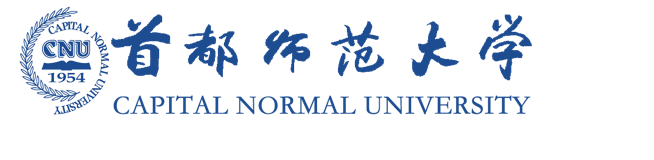 CAPITAL NORMAL UNIVERSITY
CNU
1954
首都师范大学
CAPITAL NORMAL UNIVERSITY